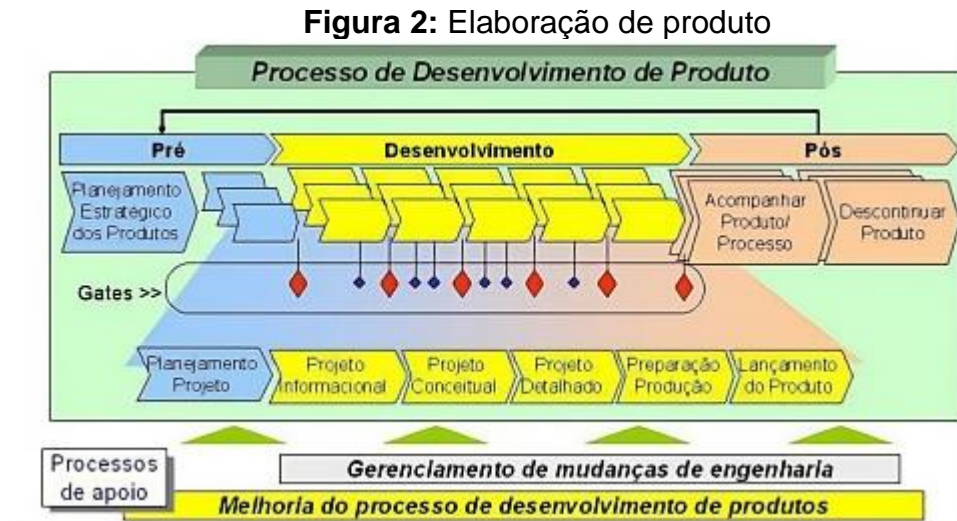 Figura 2: Elaboração de produto
Processo de Desenvolvimento de Produto
Pré
Desenvolvimento
Pós
Planejamento
Estratégico
dos Produtos
Acompanhar
Produto/
Processo
Descontinuar
Produto
Gates >>
Planejamento
Projeto
Projeto
Informacional
Projeto
Conceitual
Projeto
Detalhado
Preparação
Produção
Lançamento
do Produto
Processos
de apoio
Gerenciamento de mudanças de engenharia
Melhoria do processo de desenvolvimento de produtos